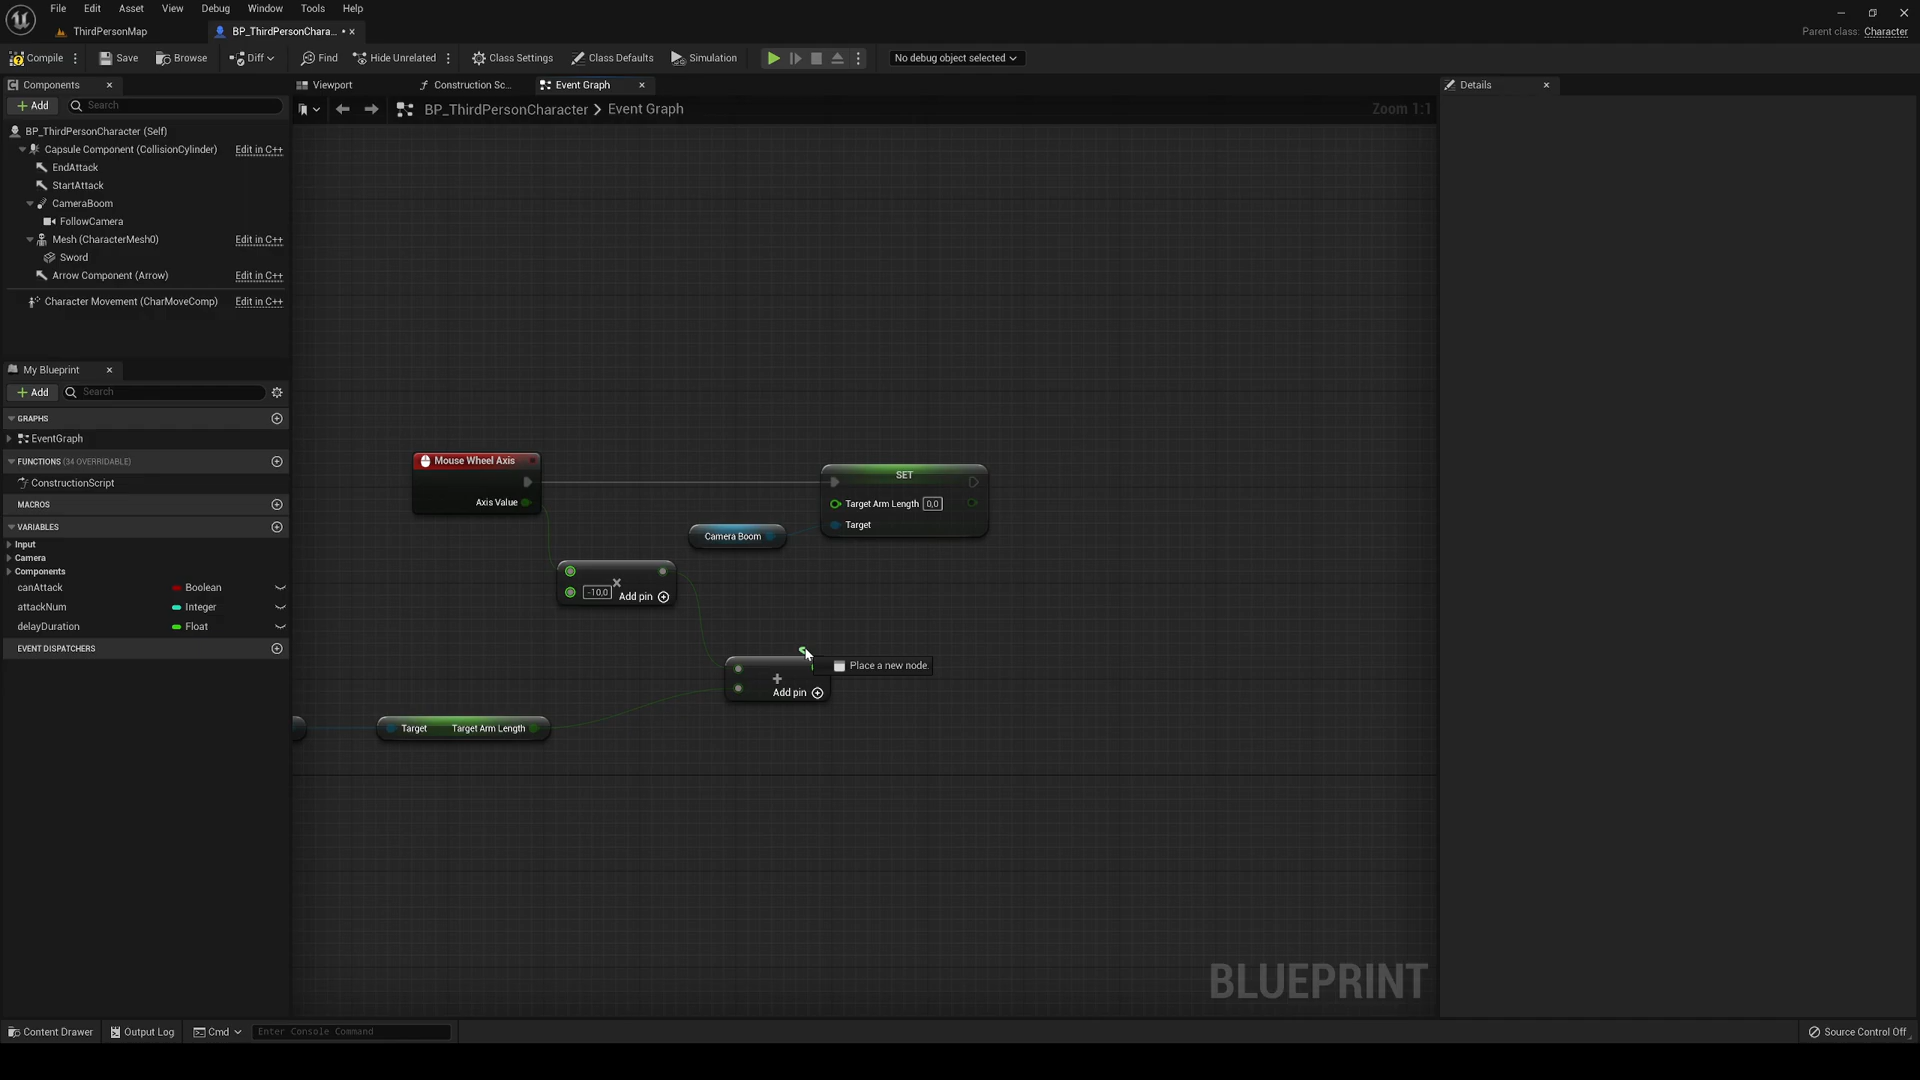 File Edit Asset View Debug Window Tools Help
ThirdPersonMap
BP_ThirdPersonChara...
Parent class: Character
Compile
Save
Browse
Diff
Find
Hide Unrelated
Class Settings
Class Defaults
Simulation
No debug object selected
Components
Add
Search
BP_ThirdPersonCharacter (Self)
Capsule Component (CollisionCylinder) Edit in C++
EndAttack
StartAttack
CameraBoom
FollowCamera
Mesh (CharacterMesh0) Edit in C++
Sword
Arrow Component (Arrow) Edit in C++
Character Movement (CharMoveComp) Edit in C++
My Blueprint
Add
Search
GRAPHS
EventGraph
FUNCTIONS (34 OVERRIDABLE)
ConstructionScript
MACROS
VARIABLES
Input
Camera
Components
canAttack Boolean
attackNum Integer
delayDuration Float
EVENT DISPATCHERS
Viewport
Construction Sc...
Event Graph
BP_ThirdPersonCharacter > Event Graph
Zoom 1:1
Mouse Wheel Axis
Axis Value
SET
Target Arm Length 0,0
Target
Camera Boom
-10,0
Add pin
Place a new node.
Add pin
Target Target Arm Length
BLUEPRINT
Details
Content Drawer
Output Log
Cmd
Enter Console Command
Source Control Off